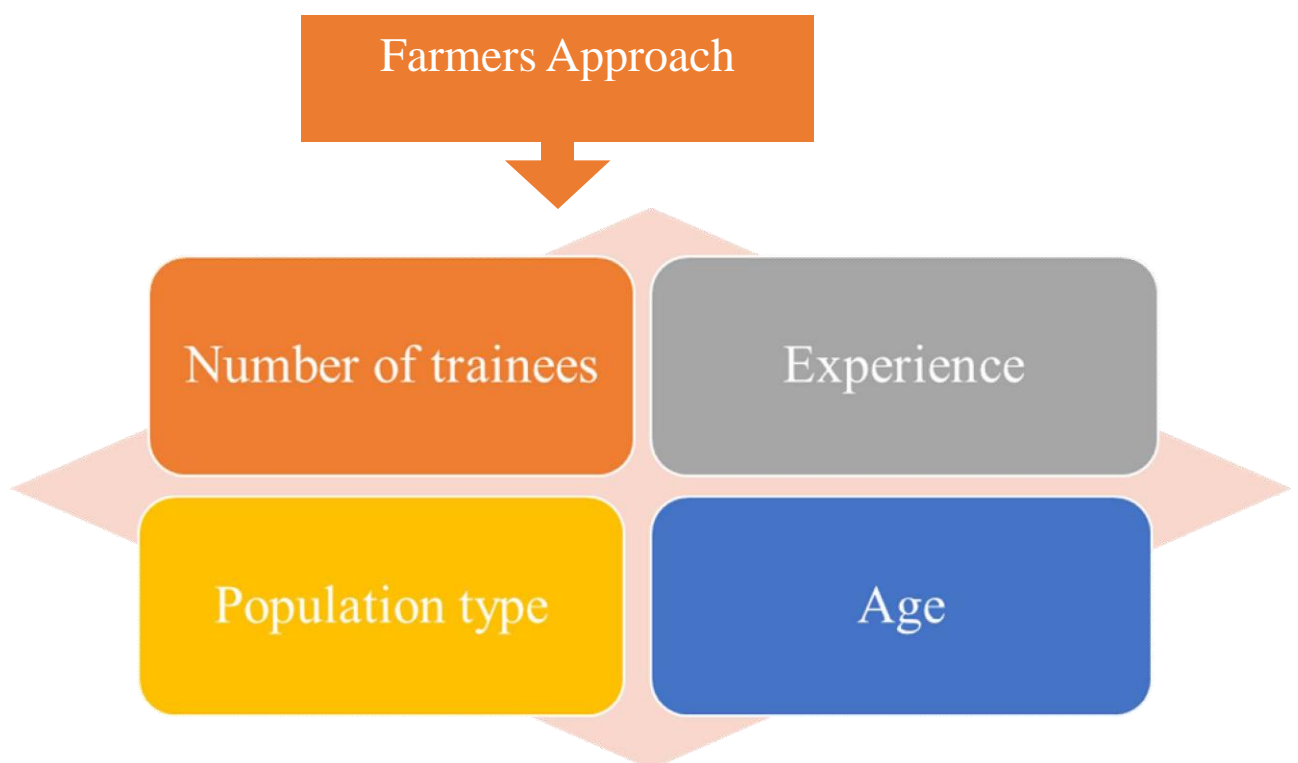 Farmers Approach
Number of trainees
Experience
Population type
Age